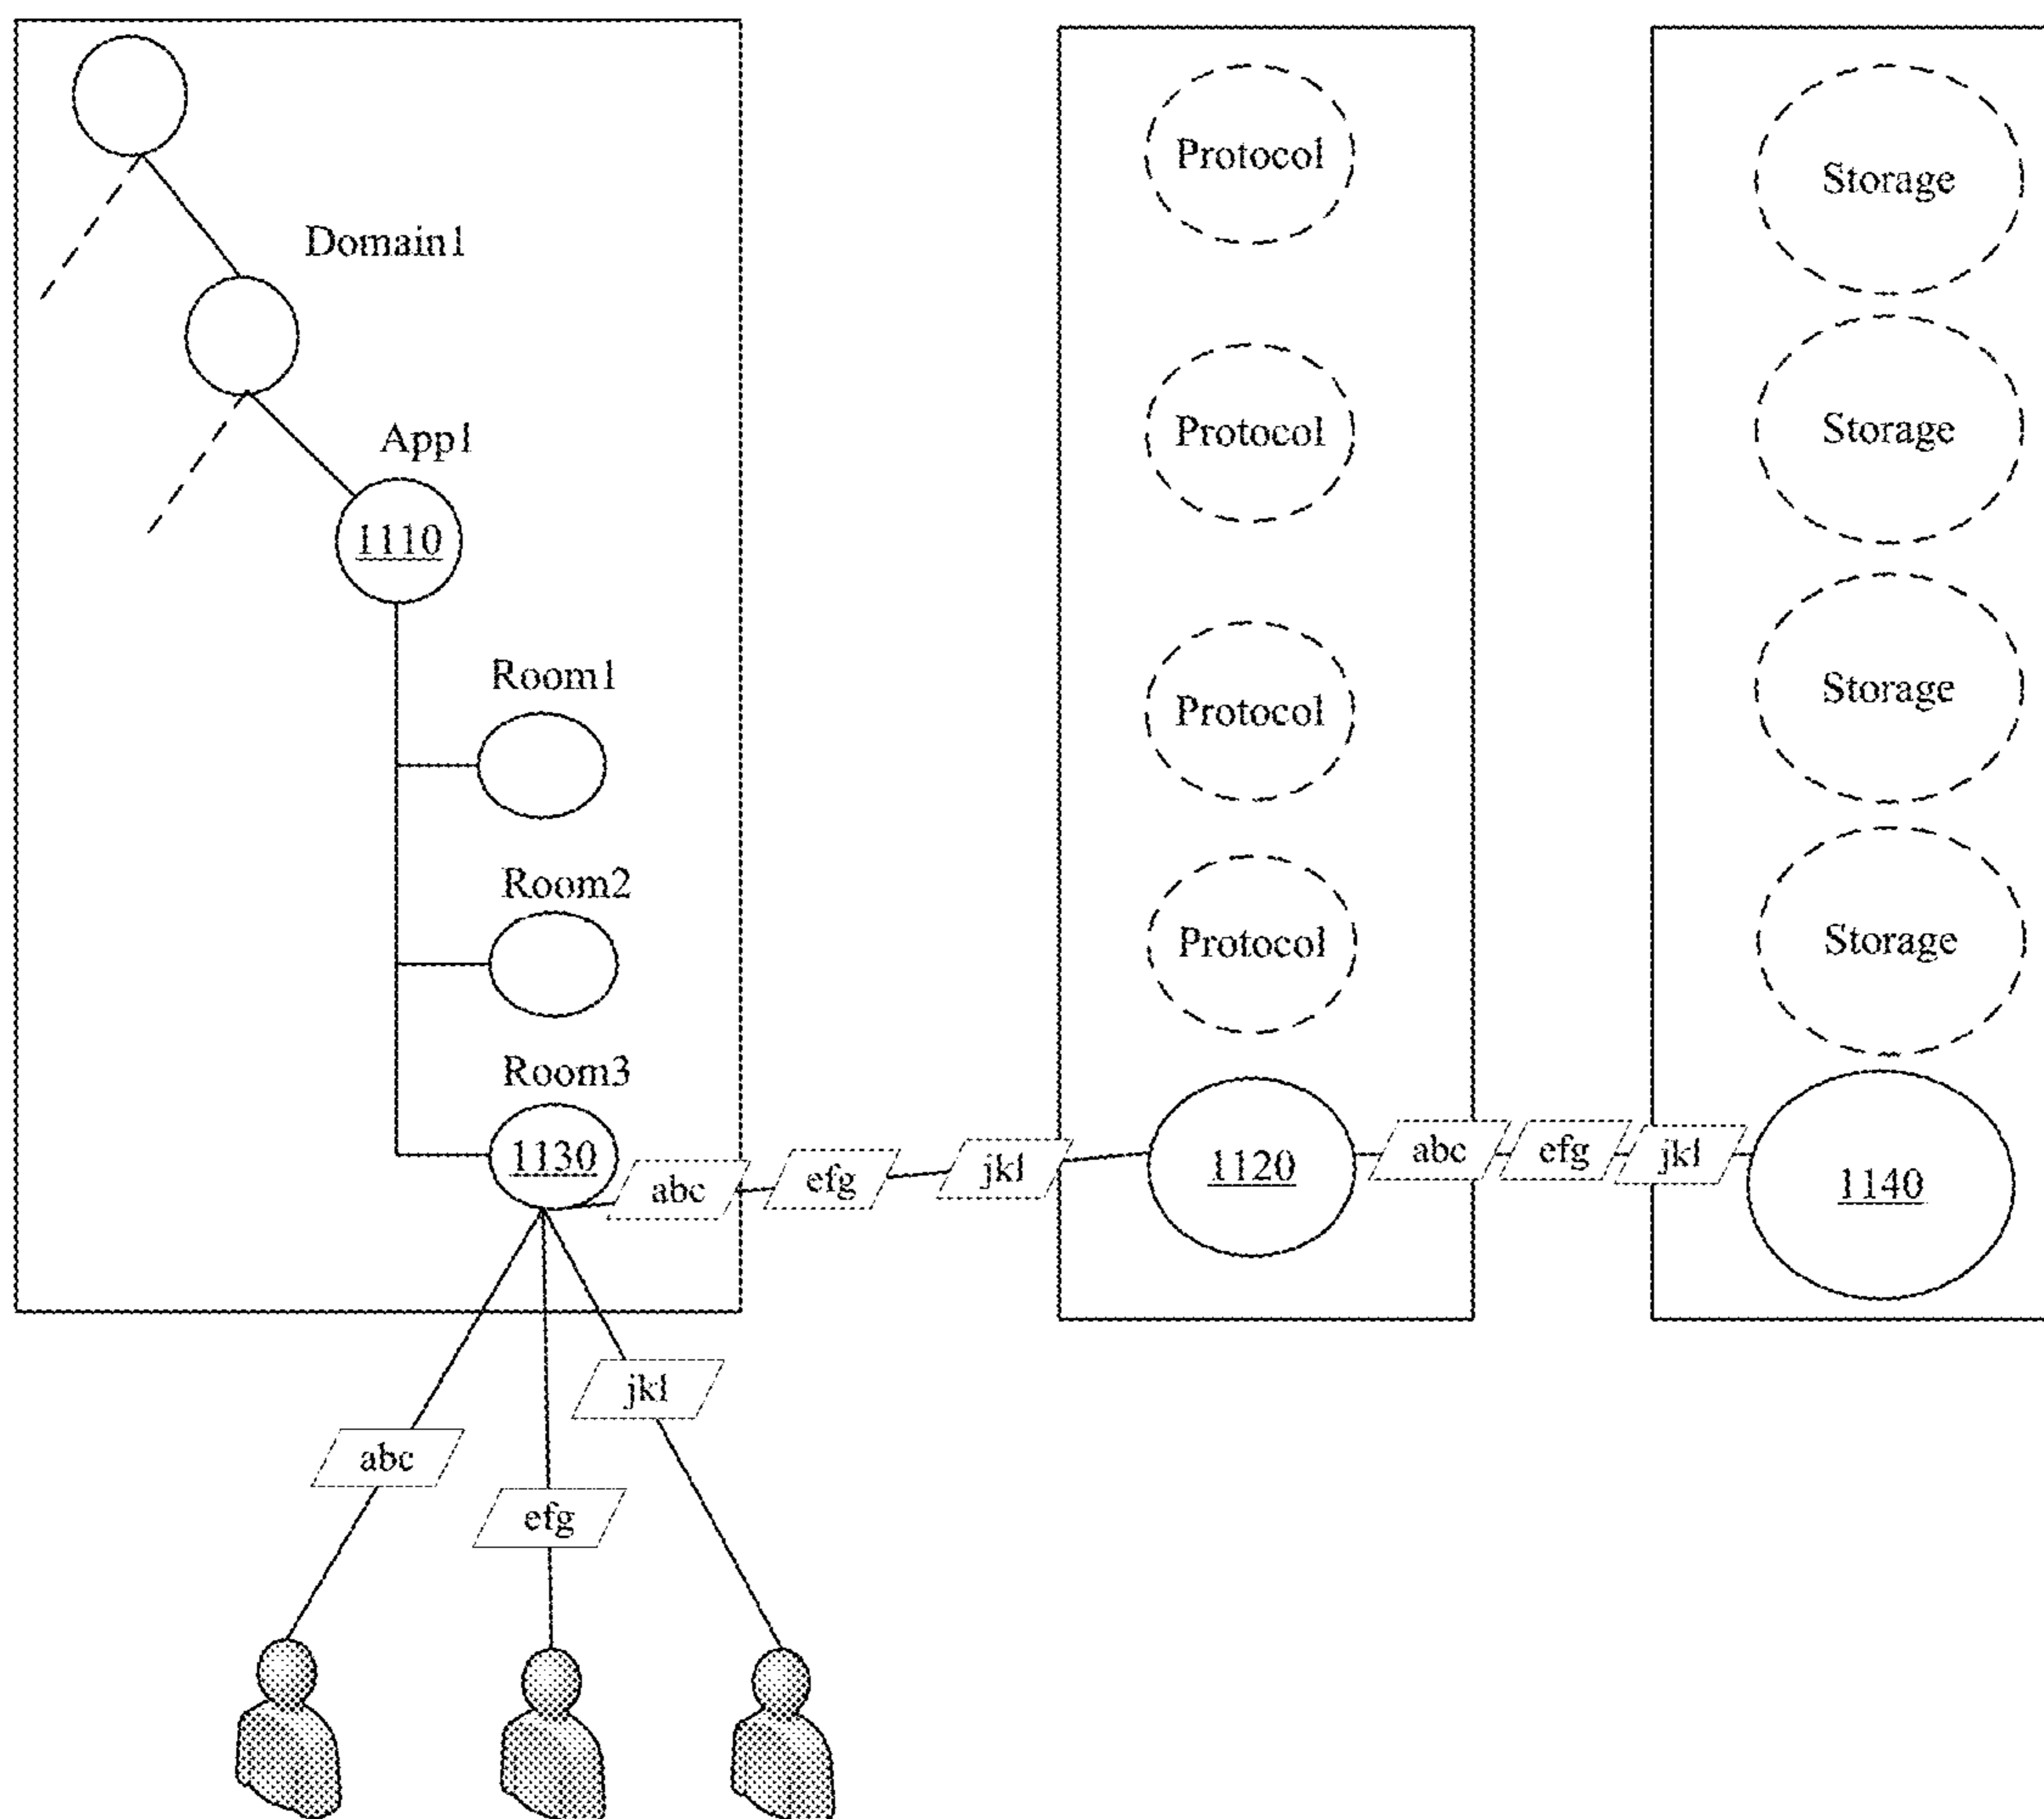 Domain1
App1
1110
Room1
Room2
Room3
1130
abc
efg
jkl
abc
efg
jkl
Protocol
Protocol
Protocol
Protocol
1120
abc
efg
jkl
Storage
Storage
Storage
Storage
1140